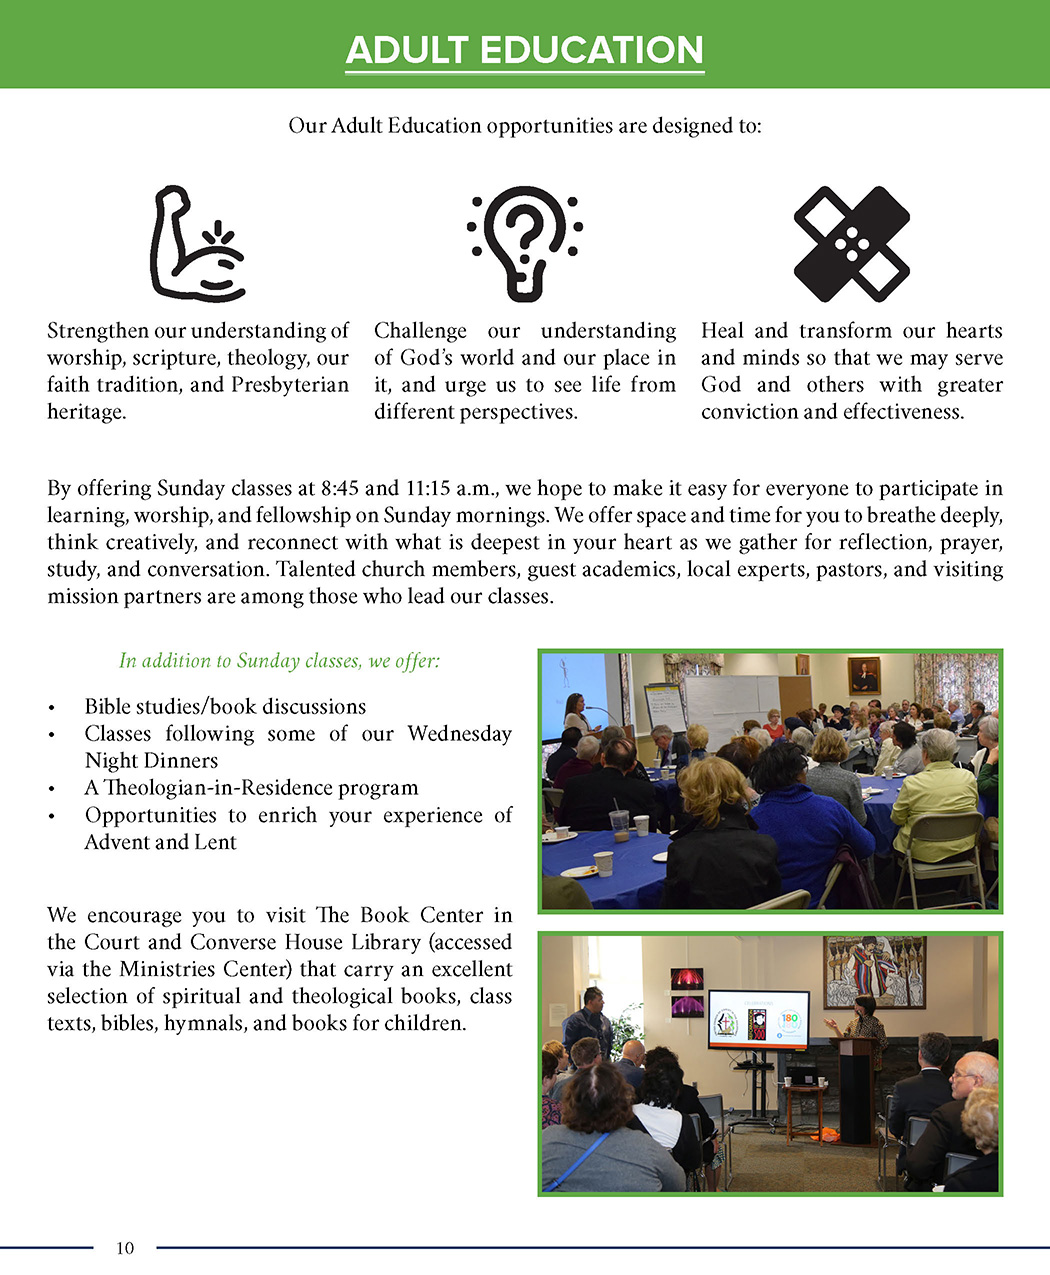 ADULT EDUCATION
Our Adult Education opportunities are designed to:
Strengthen our understanding of
worship, scripture, theology, our
faith tradition, and Presbyterian
heritage.
Challenge our understanding
of God’s world and our place in
it, and urge us to see life from
different perspectives.
Heal and transform our hearts
and minds so that we may serve
God and others with greater
conviction and effectiveness.
By offering Sunday classes at 8:45 and 11:15 a.m., we hope to make it easy for everyone to participate in
learning, worship, and fellowship on Sunday mornings. We offer space and time for you to breathe deeply,
think creatively, and reconnect with what is deepest in your heart as we gather for reflection, prayer,
study, and conversation. Talented church members, guest academics, local experts, pastors, and visiting
mission partners are among those who lead our classes.
In addition to Sunday classes, we offer:
• Bible studies/book discussions
• Classes following some of our Wednesday
Night Dinners
• A Theologian-in-Residence program
• Opportunities to enrich your experience of
Advent and Lent
We encourage you to visit The Book Center in
the Court and Converse House Library (accessed
via the Ministries Center) that carry an excellent
selection of spiritual and theological books, class
texts, bibles, hymnals, and books for children.
180
10